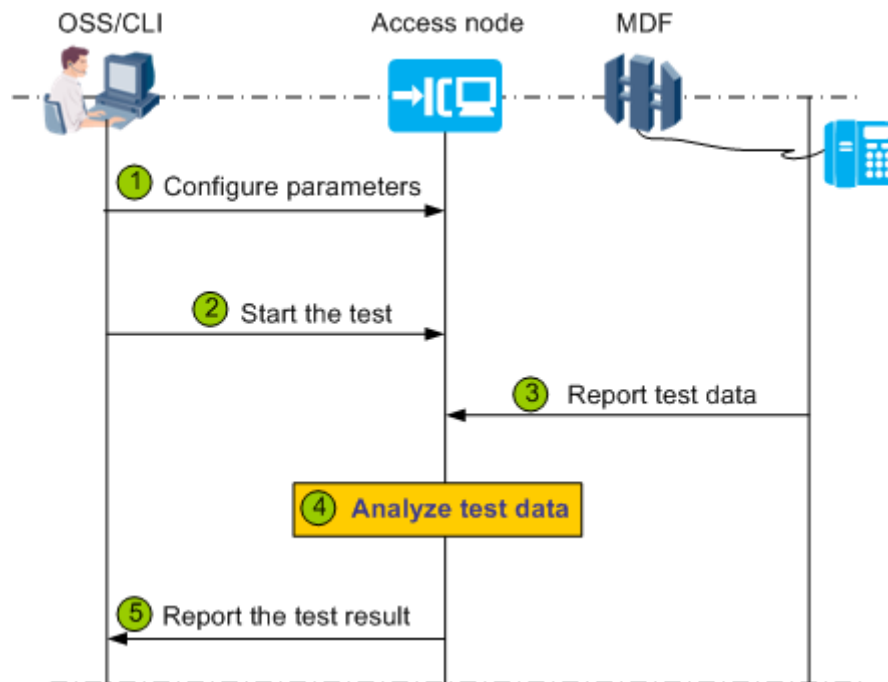 OSS/CLI
Access node
MDF
1 Configure parameters
2 Start the test
3 Report test data
4 Analyze test data
5 Report the test result